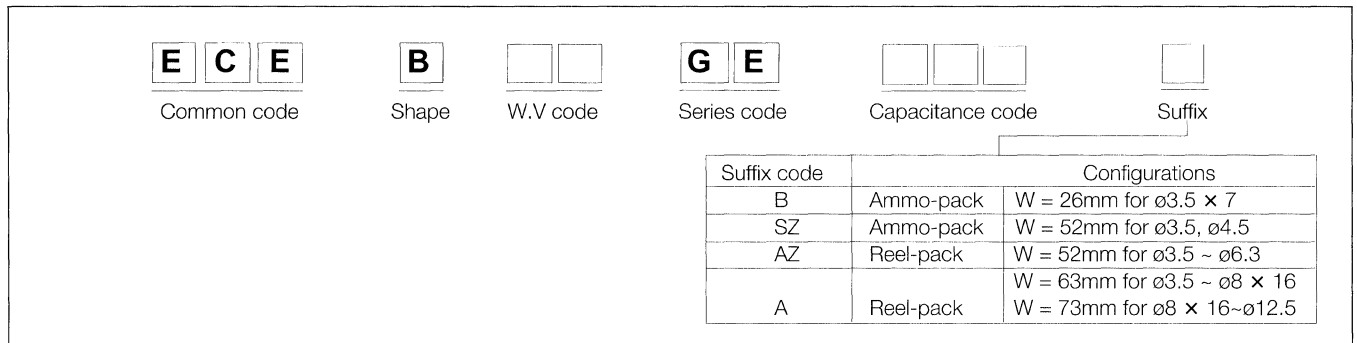 E C E B G E
Common code Shape W.V code Series code Capacitance code Suffix
Suffix code Configurations
B Ammo-pack W = 26mm for ø3.5 × 7
SZ Ammo-pack W = 52mm for ø3.5, ø4.5
AZ Reel-pack W = 52mm for ø3.5 ~ ø6.3
W = 63mm for ø3.5 ~ ø8 × 16
A Reel-pack W = 73mm for ø8 × 16~ø12.5